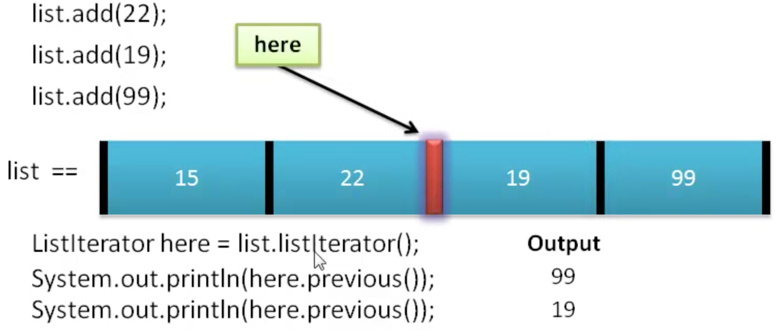 list.add(22);
here
list.add(19);
list.add(99);
list == 15 22 19 99
ListIterator here = list.listIterator(); Output
System.out.println(here.previous()); 99
System.out.println(here.previous()); 19